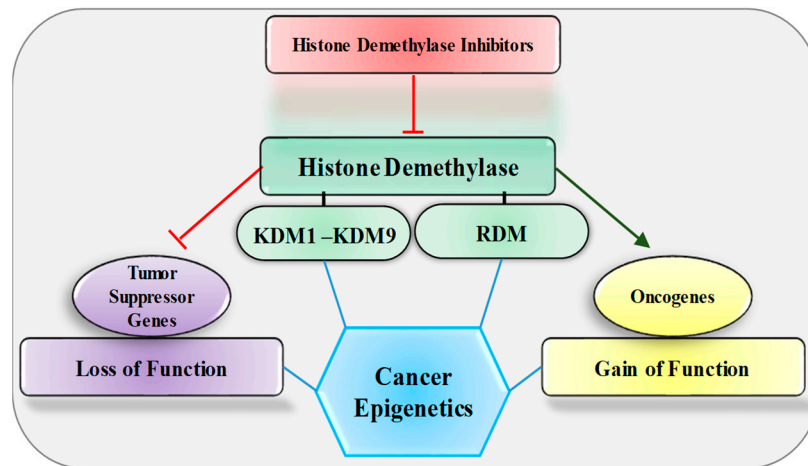 Histone Demethylase Inhibitors
Histone Demethylase
KDM1 –KDM9
RDM
Tumor
Suppressor
Genes
Oncogenes
Loss of Function
Cancer
Epigenetics
Gain of Function